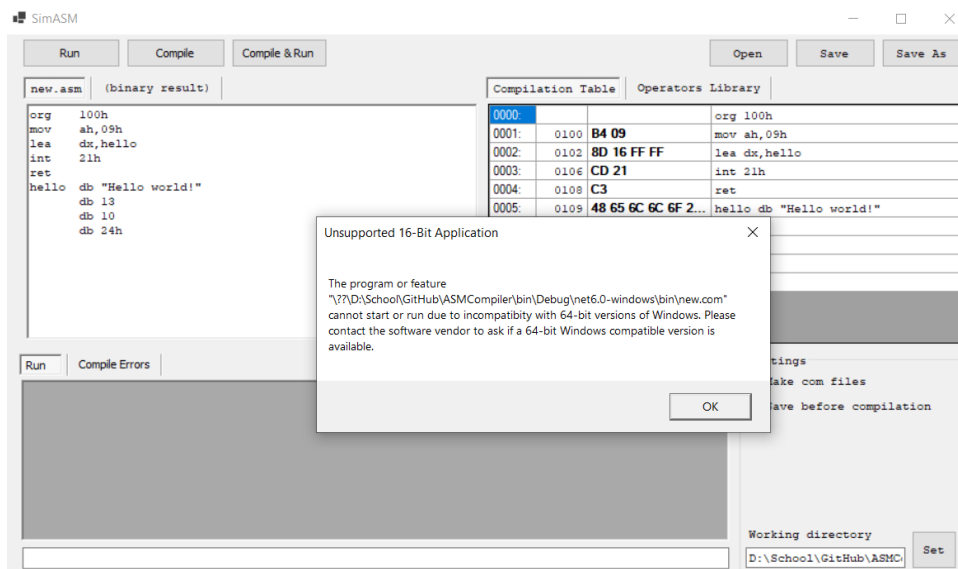 SimASM
Run Compile Compile & Run Open Save Save As
new.asm (binary result) Compilation Table Operators Library
org 100h
mov ah,09h
lea dx,hello
int 21h
ret
hello db "Hello world!"
db 13
db 10
db 24h
0000: org 100h
0001: 0100 B4 09 mov ah,09h
0002: 0102 8D 16 FF FF lea dx,hello
0003: 0106 CD 21 int 21h
0004: 0108 C3 ret
0005: 0109 48 65 6C 6C 6F 2... hello db "Hello world!"
Unsupported 16-Bit Application
The program or feature
"\??\D:\School\GitHub\ASMCompiler\bin\Debug\net6.0-windows\bin\new.com"
cannot start or run due to incompatibity with 64-bit versions of Windows. Please
contact the software vendor to ask if a 64-bit Windows compatible version is
available.
OK
Run Compile Errors
tings
ake com files
ave before compilation
Working directory
D:\School\GitHub\ASMC
Set